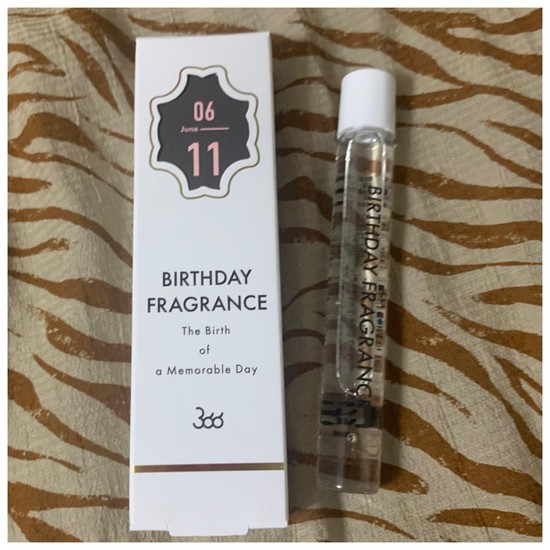 06
June
11
BIRTHDAY
FRAGRANCE
The Birth
of
a Memorable Day
366
BIRTHDAY FRAGRANCE